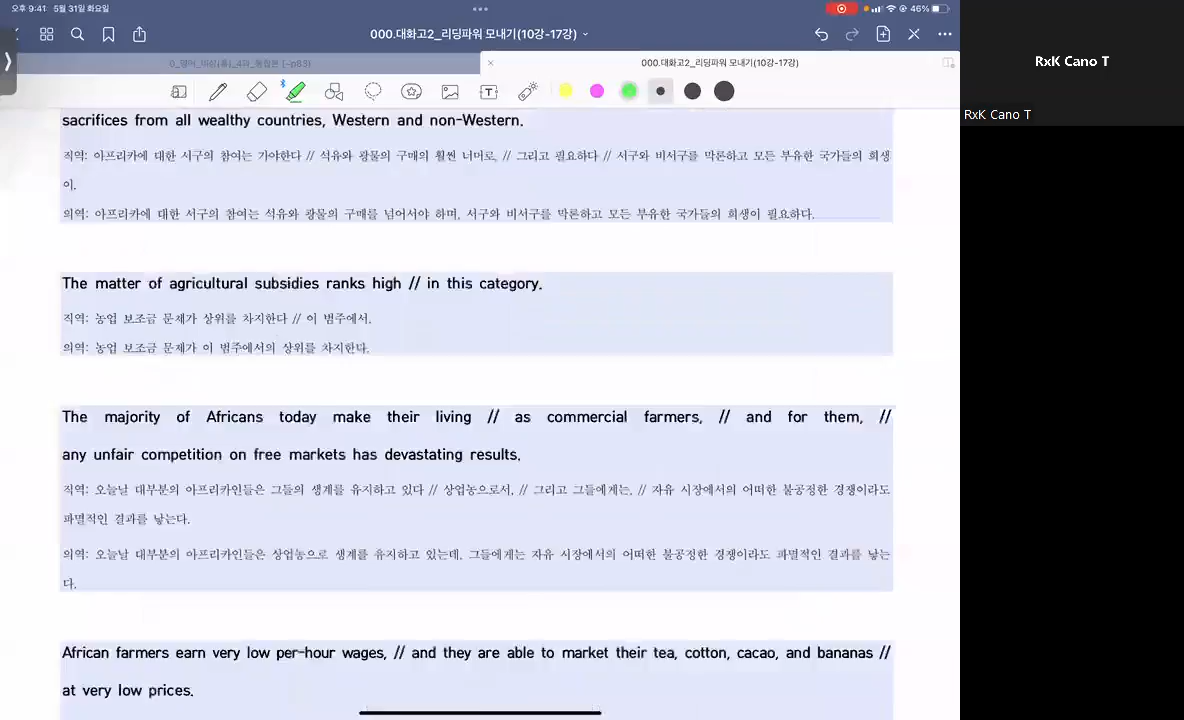 오후 9:41 5월 31일 화요일
46%
000.대화고2_리딩파워 모내기(10강-17강)
000.대화고2_리딩파워 모내기(10강-17강)
RxK Cano T
RxK Cano T
sacrifices from all wealthy countries, Western and non-Western.
직역: 아프리카에 대한 서구의 참여는 가야한다 // 석유와 광물의 구매의 훨씬 너머로, // 그리고 필요하다 // 서구와 비서구를 막론하고 모든 부유한 국가들의 희생
이.
의역: 아프리카에 대한 서구의 참여는 석유와 광물의 구매를 넘어서야 하며, 서구와 비서구를 막론하고 모든 부유한 국가들의 희생이 필요하다.
The matter of agricultural subsidies ranks high // in this category.
직역: 농업 보조금 문제가 상위를 차지한다 // 이 범주에서.
의역: 농업 보조금 문제가 이 범주에서의 상위를 차지한다.
The majority of Africans today make their living // as commercial farmers, // and for them, //
any unfair competition on free markets has devastating results.
직역: 오늘날 대부분의 아프리카인들은 그들의 생계를 유지하고 있다 // 상업농으로서, // 그리고 그들에게는, // 자유 시장에서의 어떠한 불공정한 경쟁이라도
파멸적인 결과를 낳는다.
의역: 오늘날 대부분의 아프리카인들은 상업농으로 생계를 유지하고 있는데, 그들에게는 자유 시장에서의 어떠한 불공정한 경쟁이라도 파멸적인 결과를 낳는
다.
African farmers earn very low per-hour wages, // and they are able to market their tea, cotton, cacao, and bananas //
at very low prices.